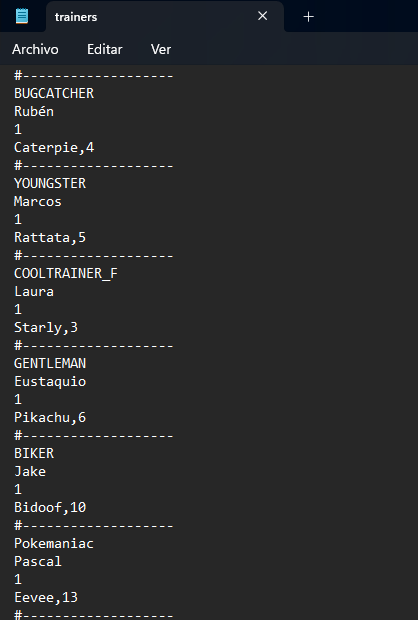 trainers
Archivo Editar Ver
#-------------------
BUGCATCHER
Rubén
1
Caterpie,4
#-------------------
YOUNGSTER
Marcos
1
Rattata,5
#-------------------
COOLTRAINER_F
Laura
1
Starly,3
#-------------------
GENTLEMAN
Eustaquio
1
Pikachu,6
#-------------------
BIKER
Jake
1
Bidoof,10
#-------------------
Pokemaniac
Pascal
1
Eevee,13
#-------------------